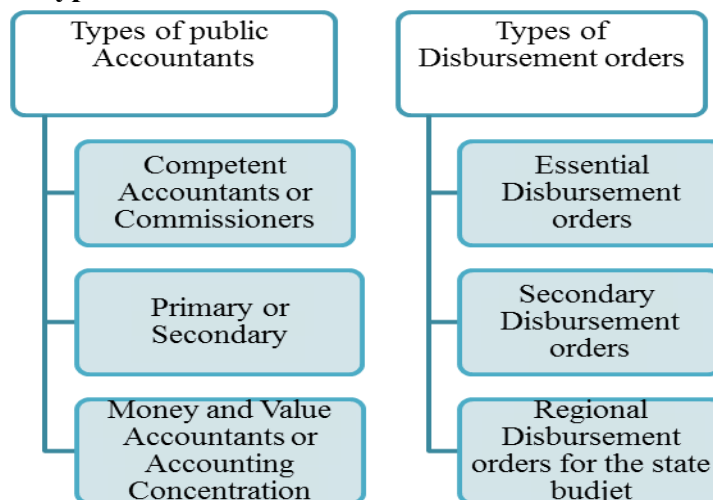 Types of public
Accountants
Competent
Accountants or
Commissioners
Primary or
Secondary
Money and Value
Accountants or
Accounting
Concentration
Types of
Disbursement orders
Essential
Disbursement
orders
Secondary
Disbursement
orders
Regional
Disbursement
orders for the state
budjet